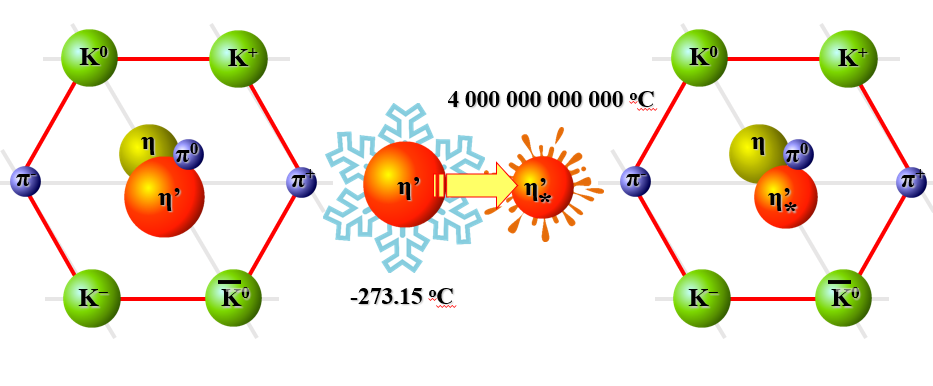 K⁰
K⁺
η
π⁰
π⁻
π⁺
η’
K⁻
K̅⁰
4 000 000 000 000 ºC
η’
η’*
-273.15 ºC
K⁰
K⁺
η
π⁰
π⁻
π⁺
η’*
K⁻
K̅⁰